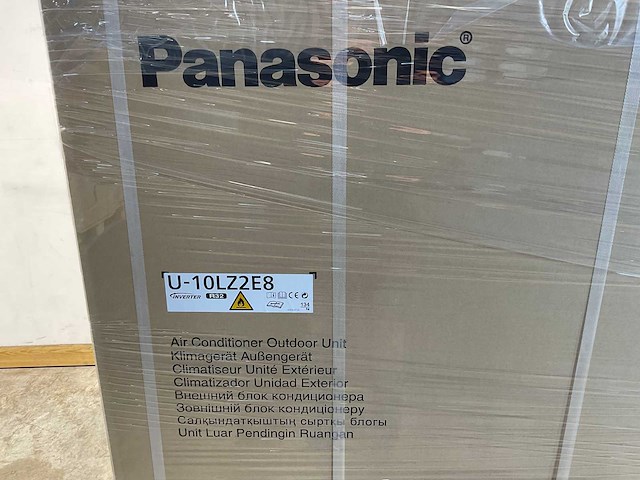 Panasonic®
U-10LZ2E8
INVERTER R32 CE
Air Conditioner Outdoor Unit
Klimagerät Außengerät
Climatiseur Unité Extérieur
Climatizador Unidad Exterior
Внешний блок кондиционера
Зовнішній блок кондиціонеру
Салқындатқыштың сыртқы блогы
Unit Luar Pendingin Ruangan